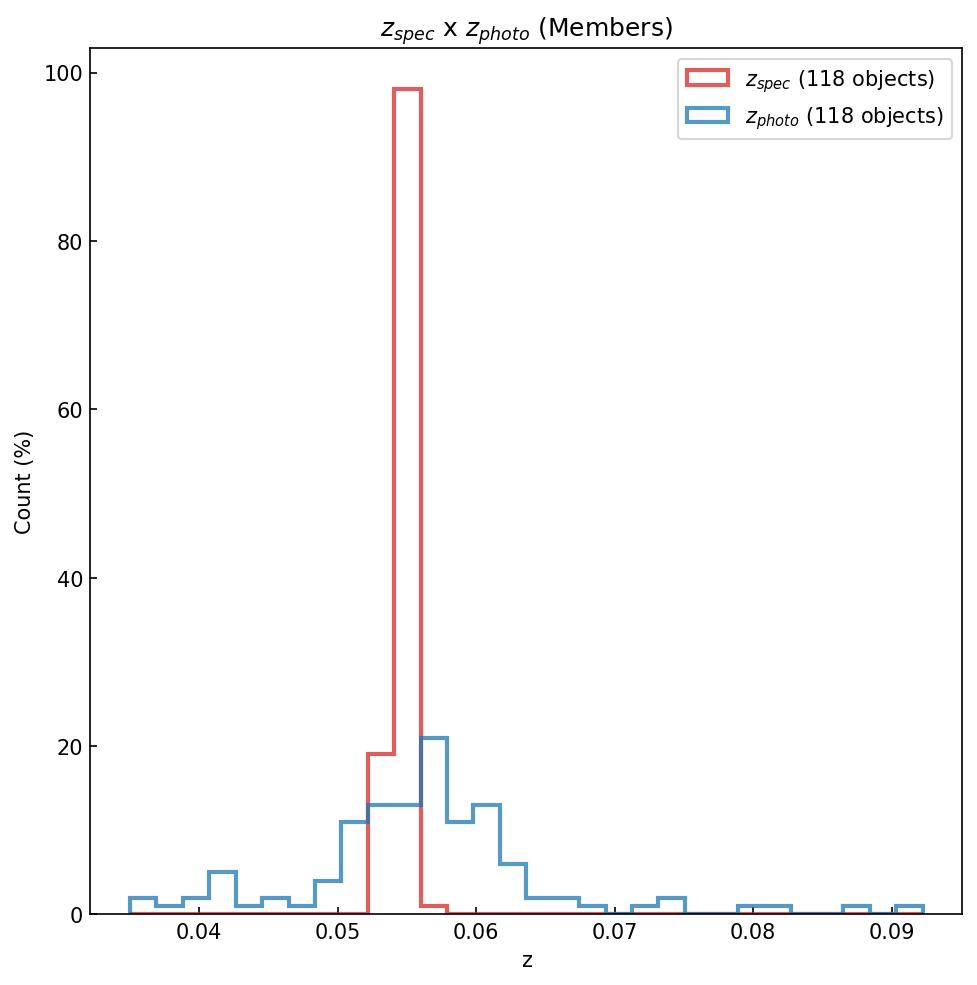 z_spec x z_photo (Members)
z_spec (118 objects)
z_photo (118 objects)
Count (%)
100
80
60
40
20
0
0.04 0.05 0.06 0.07 0.08 0.09
z